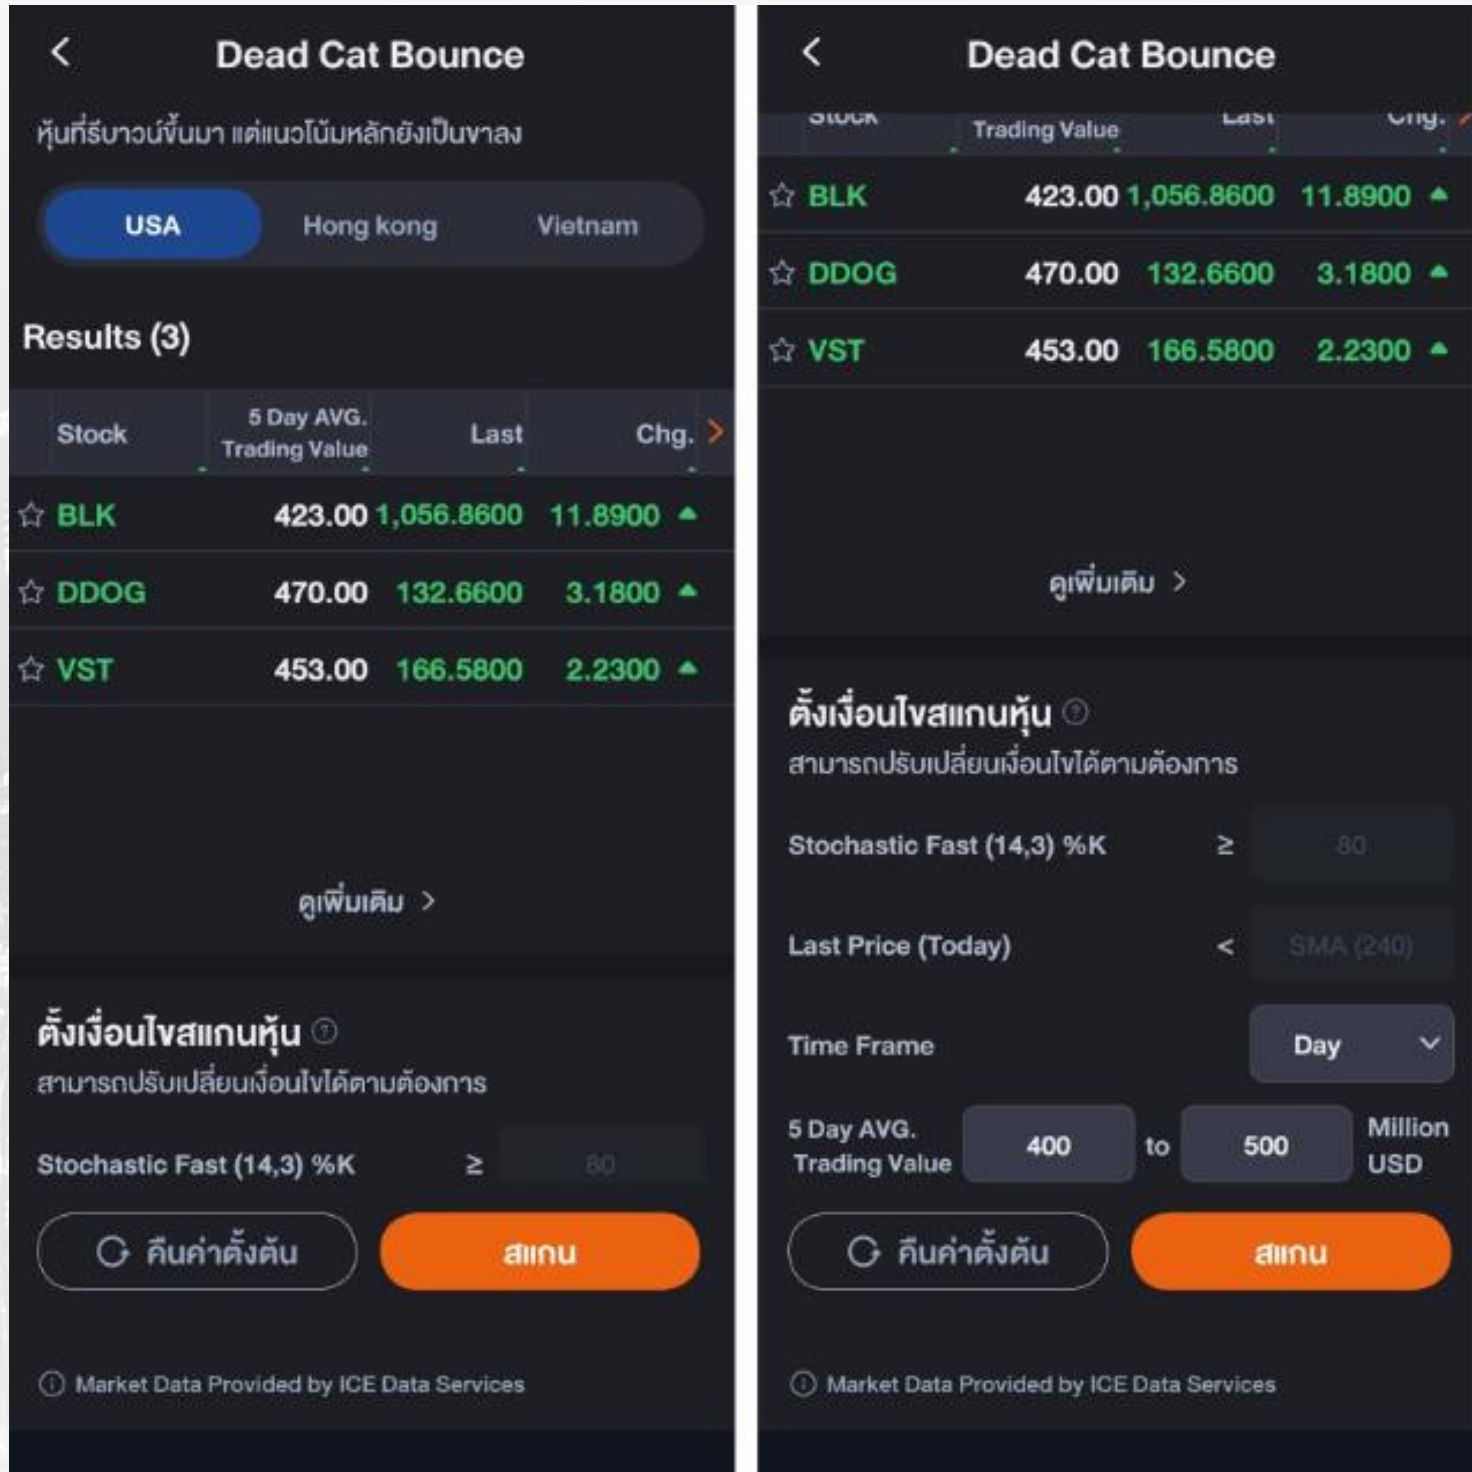 Dead Cat Bounce
หุ้นที่รีบาวน์ขึ้นมา แต่แนวโน้มหลักยังเป็นขาลง
USA Hong kong Vietnam
Results (3)
Stock 5 Day AVG. Trading Value Last Chg.
BLK 423.00 1,056.8600 11.8900
DDOG 470.00 132.6600 3.1800
VST 453.00 166.5800 2.2300
ดูเพิ่มเติม >
ตั้งเงื่อนไขสแกนหุ้น
สามารถปรับเปลี่ยนเงื่อนไขได้ตามต้องการ
Stochastic Fast (14,3) %K ≥ 80
คืนค่าตั้งต้น สแกน
Market Data Provided by ICE Data Services
Dead Cat Bounce
Stock Trading Value Last Chg.
BLK 423.00 1,056.8600 11.8900
DDOG 470.00 132.6600 3.1800
VST 453.00 166.5800 2.2300
ดูเพิ่มเติม >
ตั้งเงื่อนไขสแกนหุ้น
สามารถปรับเปลี่ยนเงื่อนไขได้ตามต้องการ
Stochastic Fast (14,3) %K ≥ 80
Last Price (Today) < SMA (240)
Time Frame Day
5 Day AVG. Trading Value 400 to 500 Million USD
คืนค่าตั้งต้น สแกน
Market Data Provided by ICE Data Services